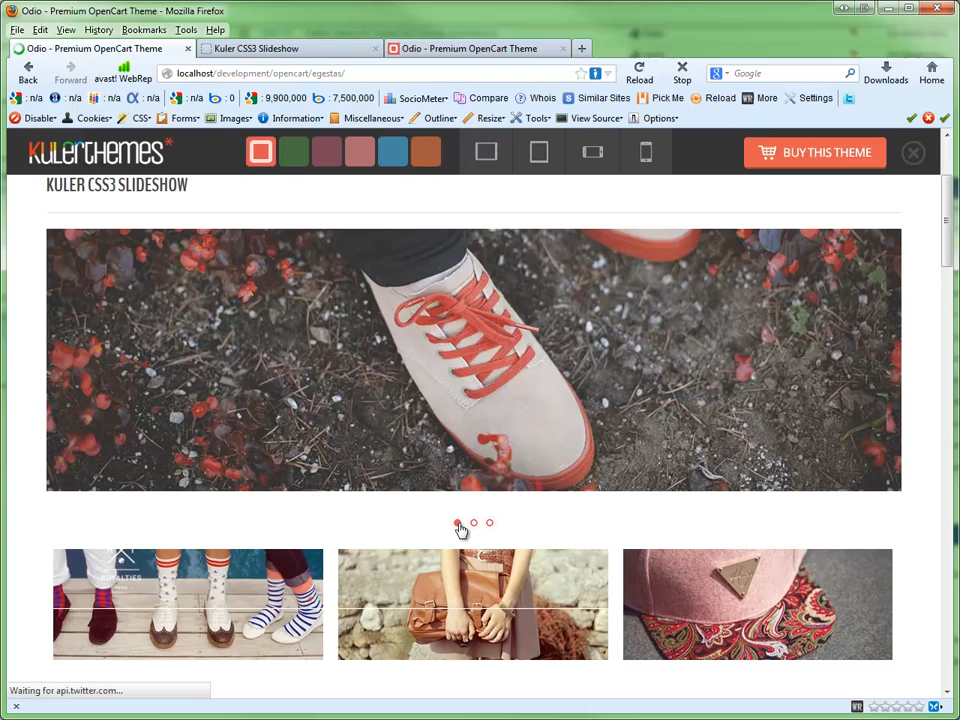 Odio - Premium OpenCart Theme - Mozilla Firefox
File Edit View History Bookmarks Tools Help
Odio - Premium OpenCart Theme × Kuler CSS3 Slideshow × Odio - Premium OpenCart Theme × +
Back Forward avast! WebRep localhost/development/opencart/egestas/ Google Reload Stop Downloads Home
: n/a : n/a : n/a : n/a : n/a : 0 : 9,900,000 : 7,500,000 SocioMeter Compare Whois Similar Sites Pick Me Reload More Settings
Disable Cookies CSS Forms Images Information Miscellaneous Outline Resize Tools View Source Options
KULERTHEMES* BUY THIS THEME
KULER CSS3 SLIDESHOW
ROYALTIES
Waiting for api.twitter.com...
× WR